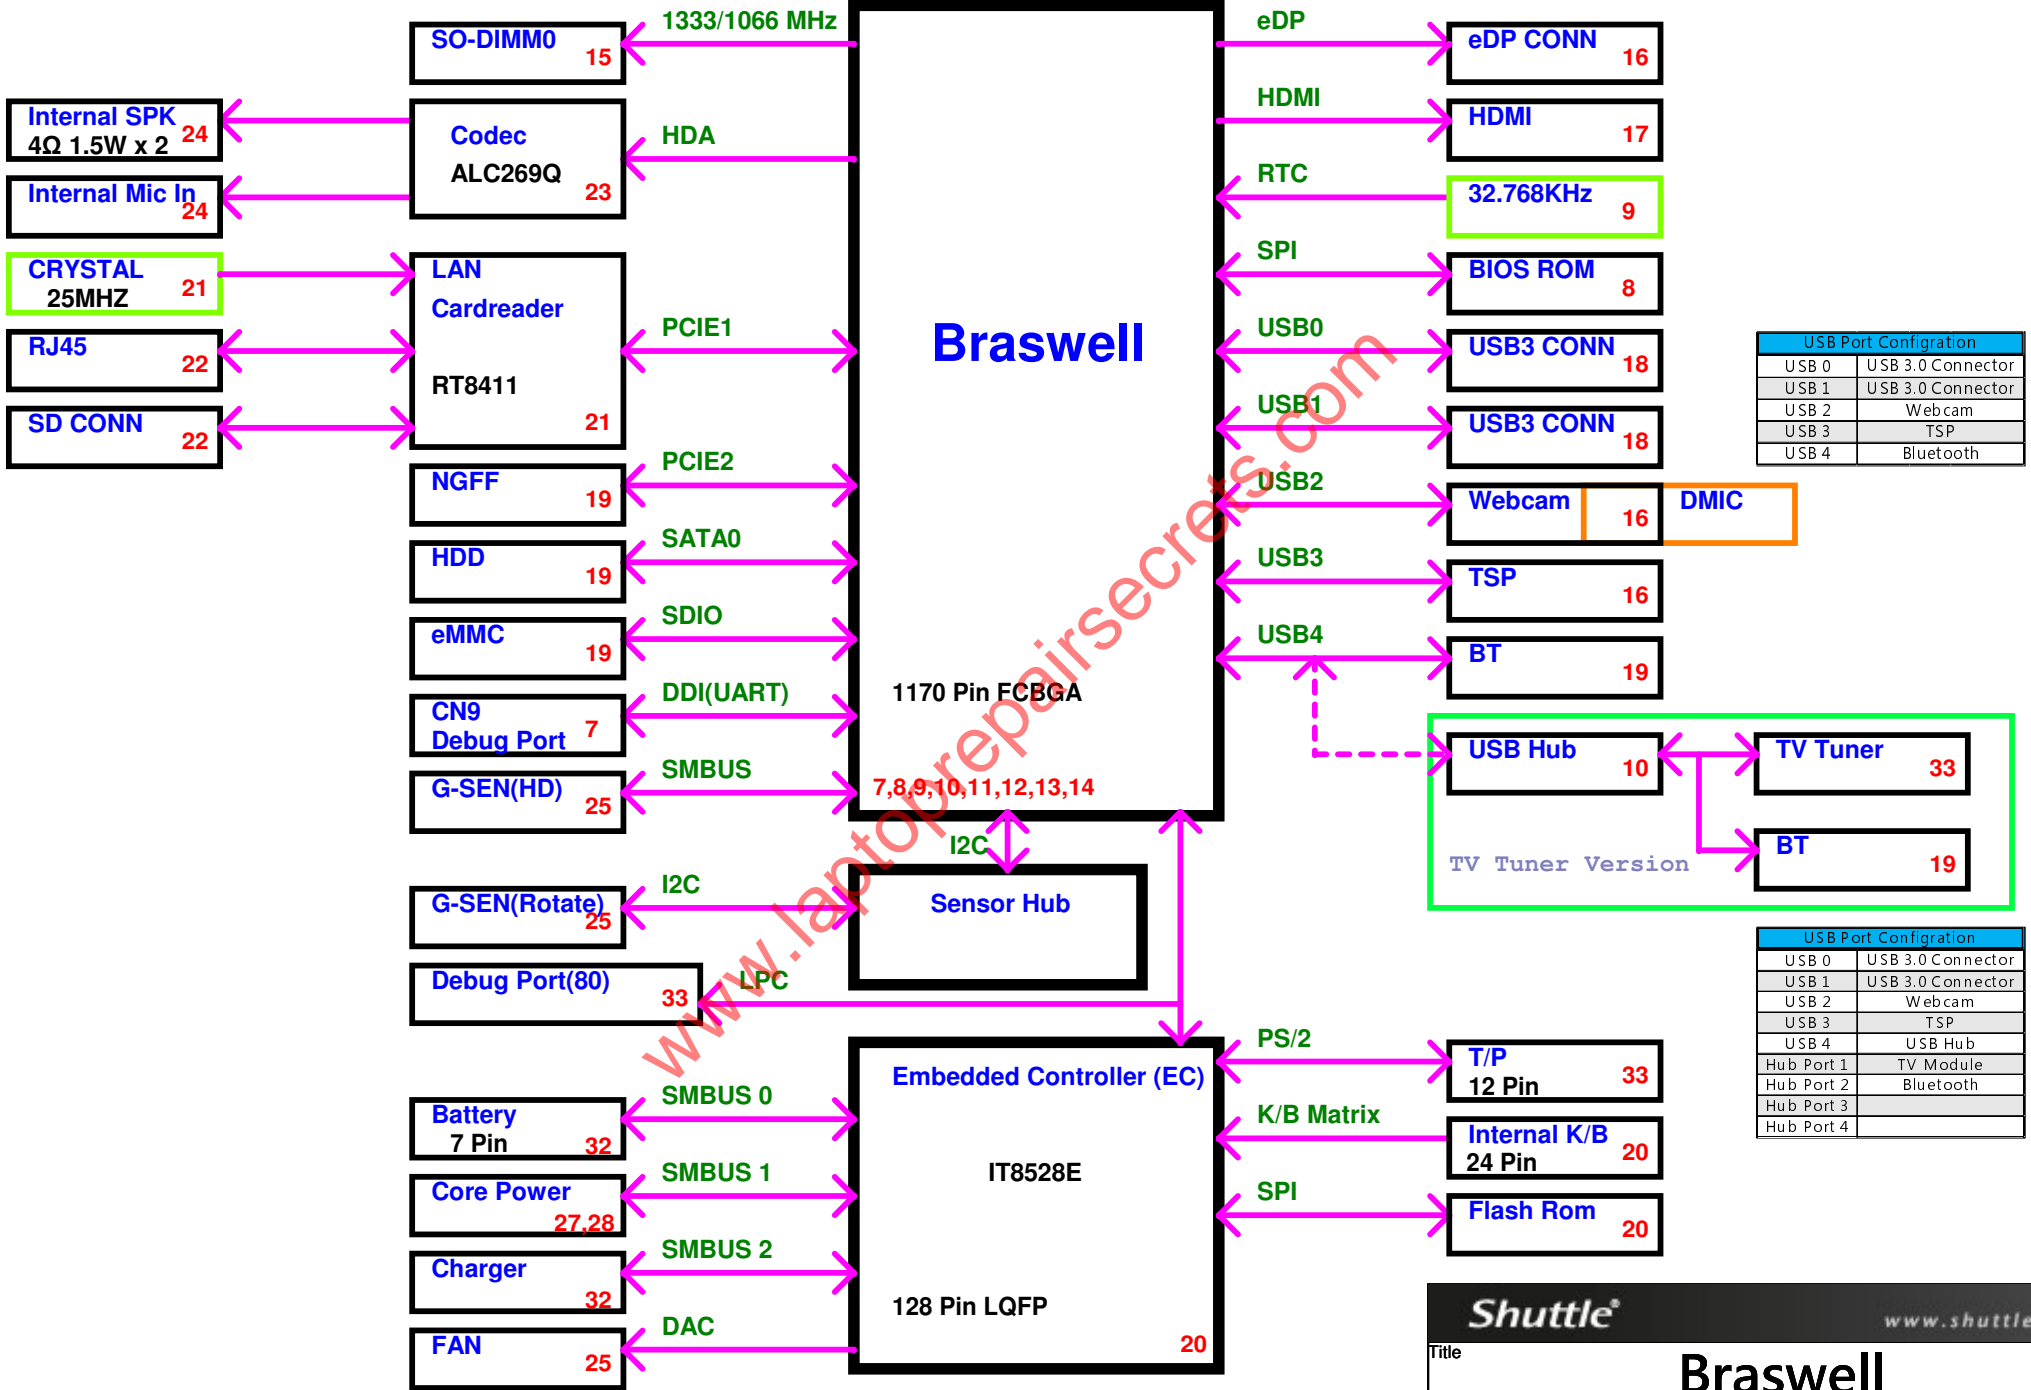 1333/1066 MHz
SO-DIMM0
15
Internal SPK
4Ω 1.5W x 2
24
Internal Mic In
24
Codec
ALC269Q
23
HDA
CRYSTAL
25MHZ
21
RJ45
22
SD CONN
22
LAN
Cardreader
RT8411
21
PCIE1
NGFF
19
PCIE2
HDD
19
SATA0
eMMC
19
SDIO
CN9
Debug Port
7
DDI(UART)
G-SEN(HD)
25
SMBUS
Braswell
1170 Pin FCBGA
7,8,9,10,11,12,13,14
eDP
eDP CONN
16
HDMI
HDMI
17
RTC
32.768KHz
9
SPI
BIOS ROM
8
USB0
USB3 CONN
18
USB1
USB3 CONN
18
USB2
Webcam
16
DMIC
USB3
TSP
16
USB4
BT
19
USB Hub
10
TV Tuner
33
BT
19
TV Tuner Version
USB Port Configration
USB 0 USB 3.0 Connector
USB 1 USB 3.0 Connector
USB 2 Webcam
USB 3 TSP
USB 4 Bluetooth
I2C
G-SEN(Rotate)
25
I2C
Sensor Hub
Debug Port(80)
33
LPC
USB Port Configration
USB 0 USB 3.0 Connector
USB 1 USB 3.0 Connector
USB 2 Webcam
USB 3 TSP
USB 4 USB Hub
Hub Port 1 TV Module
Hub Port 2 Bluetooth
Hub Port 3
Hub Port 4
Embedded Controller (EC)
IT8528E
128 Pin LQFP
20
Battery
7 Pin
32
SMBUS 0
Core Power
27,28
SMBUS 1
Charger
32
SMBUS 2
FAN
25
DAC
PS/2
T/P
12 Pin
33
K/B Matrix
Internal K/B
24 Pin
20
SPI
Flash Rom
20
www.laptoprepairsecrets.com
Shuttle®
www.shuttle
Title
Braswell